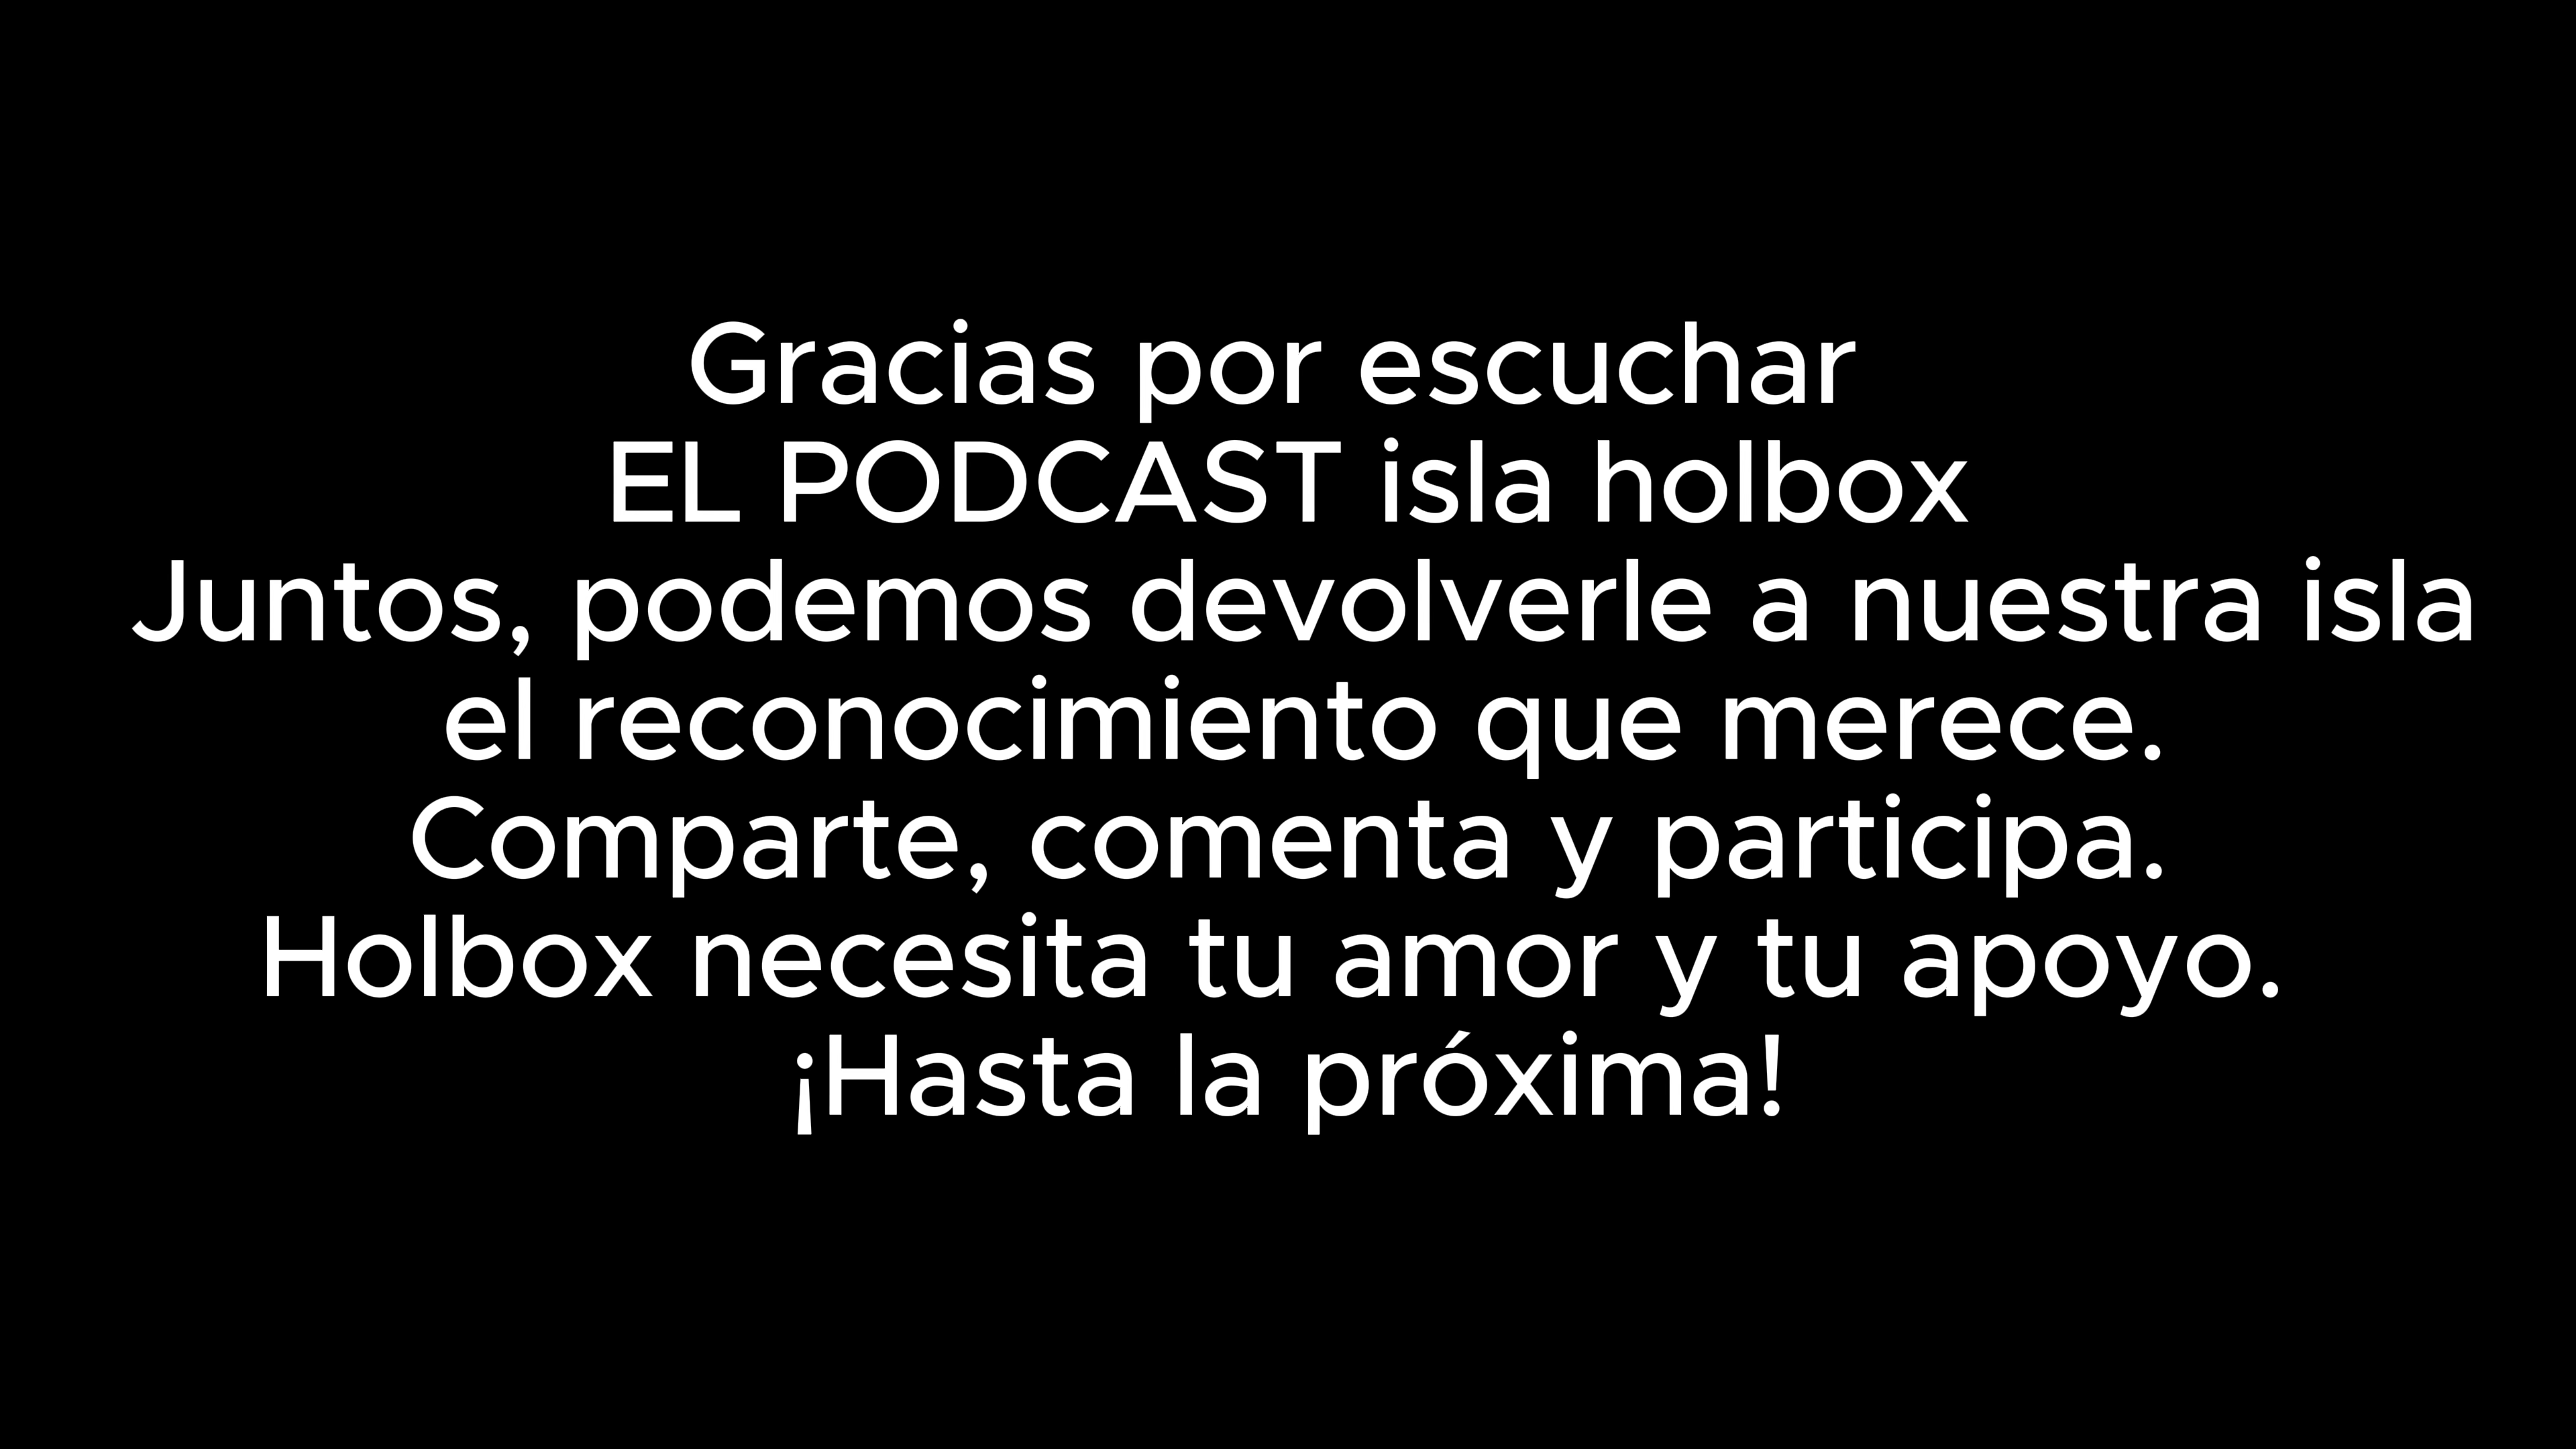 Gracias por escuchar
EL PODCAST isla holbox
Juntos, podemos devolverle a nuestra isla
el reconocimiento que merece.
Comparte, comenta y participa.
Holbox necesita tu amor y tu apoyo.
¡Hasta la próxima!